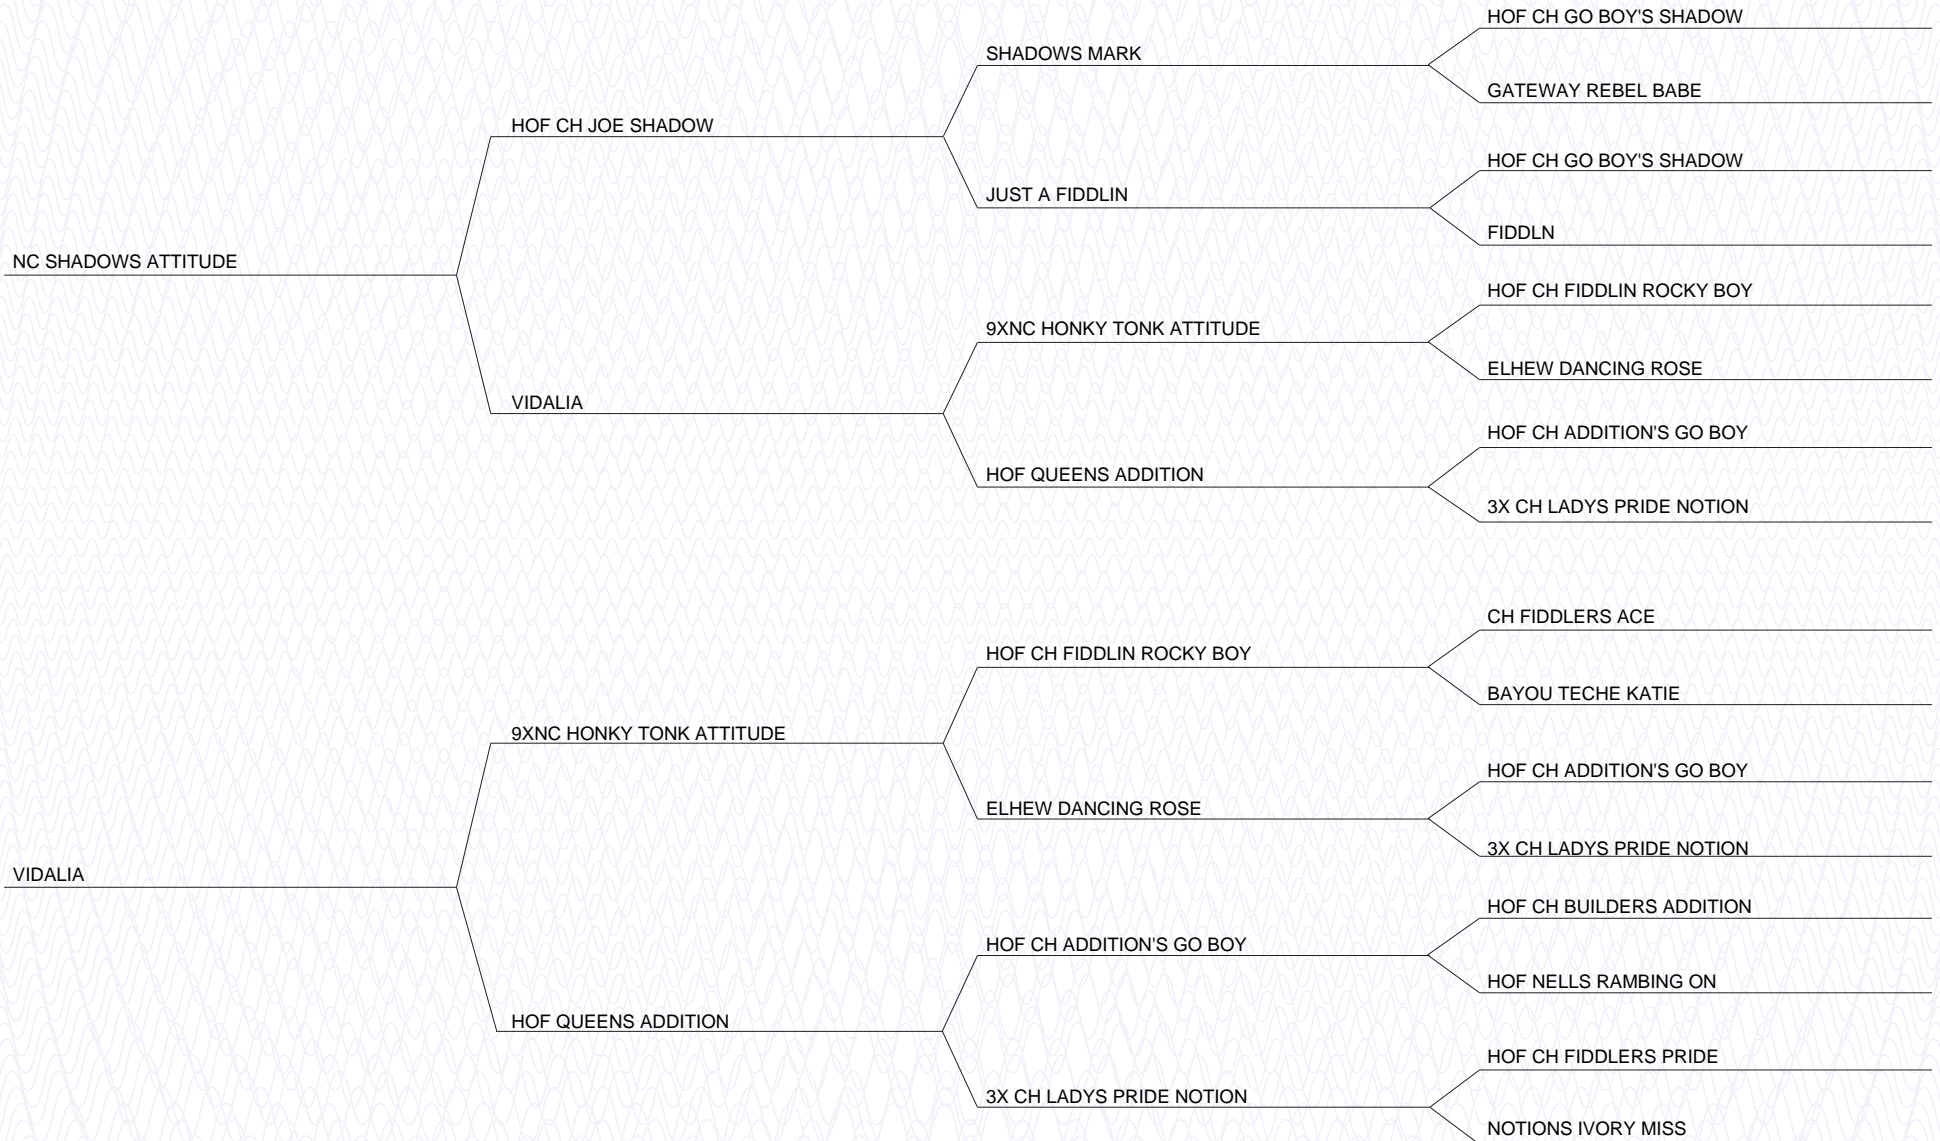 HOF CH GO BOY'S SHADOW
SHADOWS MARK
GATEWAY REBEL BABE
HOF CH JOE SHADOW
HOF CH GO BOY'S SHADOW
JUST A FIDDLIN
FIDDLN
NC SHADOWS ATTITUDE
HOF CH FIDDLIN ROCKY BOY
9XNC HONKY TONK ATTITUDE
ELHEW DANCING ROSE
VIDALIA
HOF CH ADDITION'S GO BOY
HOF QUEENS ADDITION
3X CH LADYS PRIDE NOTION
CH FIDDLERS ACE
HOF CH FIDDLIN ROCKY BOY
BAYOU TECHE KATIE
9XNC HONKY TONK ATTITUDE
HOF CH ADDITION'S GO BOY
ELHEW DANCING ROSE
3X CH LADYS PRIDE NOTION
VIDALIA
HOF CH BUILDERS ADDITION
HOF CH ADDITION'S GO BOY
HOF NELLS RAMBING ON
HOF QUEENS ADDITION
HOF CH FIDDLERS PRIDE
3X CH LADYS PRIDE NOTION
NOTIONS IVORY MISS